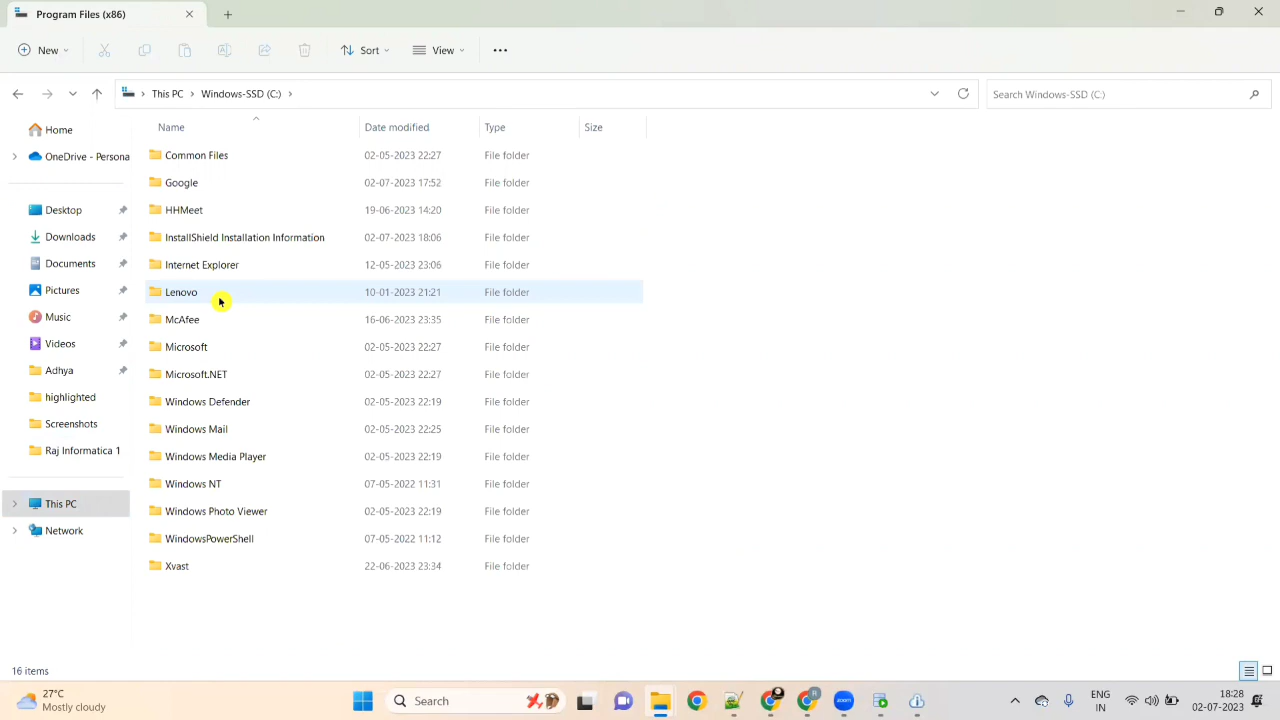 Program Files (x86)
New
Sort
View
This PC
Windows-SSD (C:)
Search Windows-SSD (C:)
Name
Date modified
Type
Size
Home
OneDrive - Persona
Desktop
Downloads
Documents
Pictures
Music
Videos
Adhya
highlighted
Screenshots
Raj Informatica 1
This PC
Network
Common Files 02-05-2023 22:27 File folder
Google 02-07-2023 17:52 File folder
HHMeet 19-06-2023 14:20 File folder
InstallShield Installation Information 02-07-2023 18:06 File folder
Internet Explorer 12-05-2023 23:06 File folder
Lenovo 10-01-2023 21:21 File folder
McAfee 16-06-2023 23:35 File folder
Microsoft 02-05-2023 22:27 File folder
Microsoft.NET 02-05-2023 22:27 File folder
Windows Defender 02-05-2023 22:19 File folder
Windows Mail 02-05-2023 22:25 File folder
Windows Media Player 02-05-2023 22:19 File folder
Windows NT 07-05-2022 11:31 File folder
Windows Photo Viewer 02-05-2023 22:19 File folder
WindowsPowerShell 07-05-2022 11:12 File folder
Xvast 22-06-2023 23:34 File folder
16 items
27°C
Mostly cloudy
Search
zoom
R
ENG
IN
18:28
02-07-2023